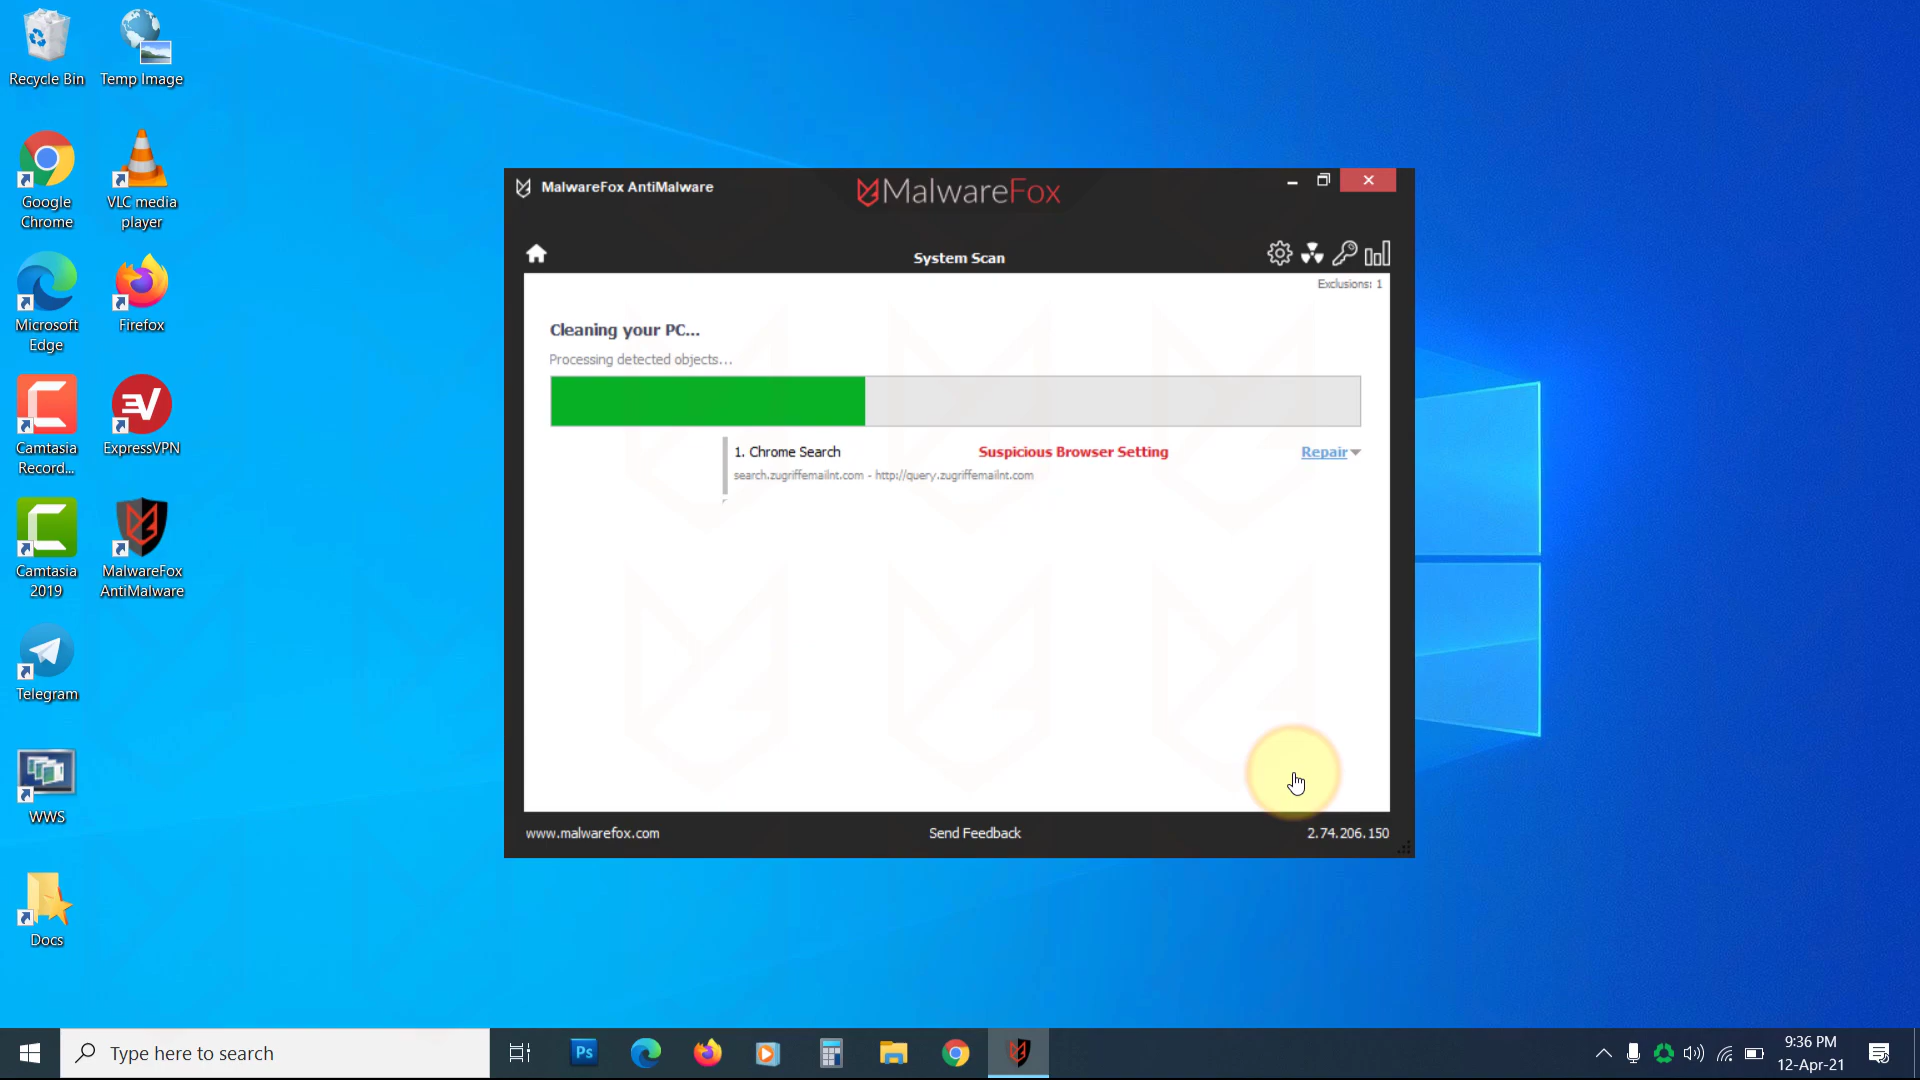 Recycle Bin
Temp Image
Google
Chrome
VLC media
player
Microsoft
Edge
Firefox
Camtasia
Record...
ExpressVPN
Camtasia
2019
MalwareFox
AntiMalware
Telegram
WWS
Docs
MalwareFox AntiMalware
MalwareFox
System Scan
Exclusions: 1
Cleaning your PC...
Processing detected objects...
1. Chrome Search
Suspicious Browser Setting
Repair
search.zugriffemailnt.com - http://query.zugriffemailnt.com
www.malwarefox.com
Send Feedback
2.74.206.150
Type here to search
Ps
9:36 PM
12-Apr-21